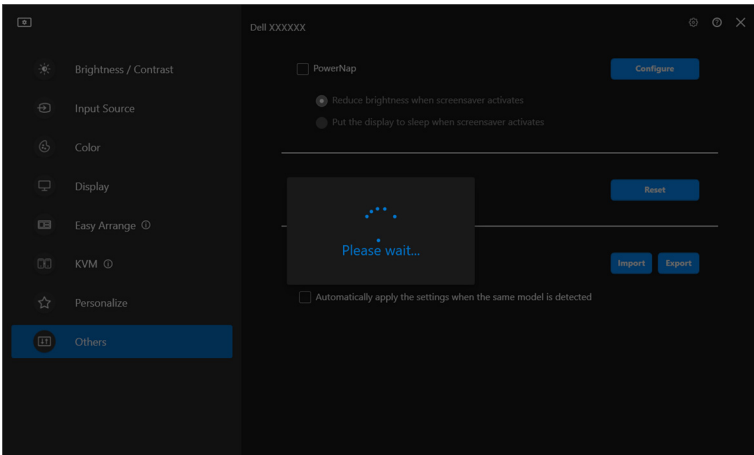 Dell XXXXXX
Brightness / Contrast
Input Source
Color
Display
Easy Arrange
KVM
Personalize
Others
PowerNap
Configure
Reduce brightness when screensaver activates
Put the display to sleep when screensaver activates
Reset
Please wait...
Import
Export
Automatically apply the settings when the same model is detected